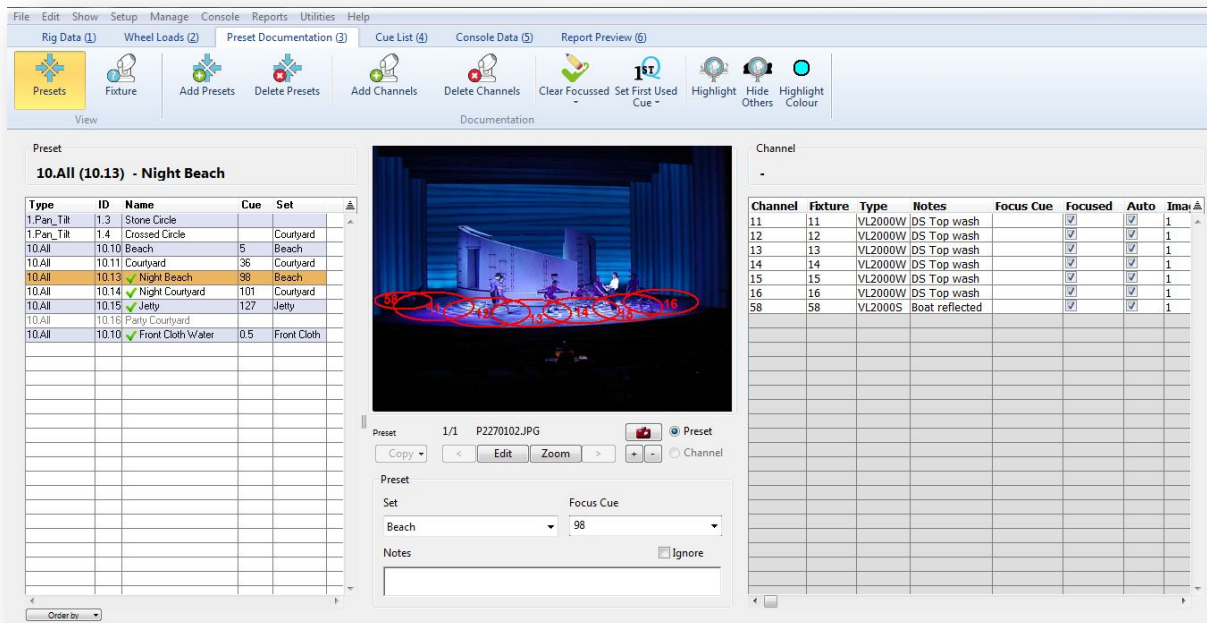 File Edit Show Setup Manage Console Reports Utilities Help
Rig Data (1) Wheel Loads (2) Preset Documentation (3) Cue List (4) Console Data (5) Report Preview (6)
Presets Fixture Add Presets Delete Presets Add Channels Delete Channels Clear Focussed Set First Used Cue Highlight Hide Others Highlight Colour
1ST
View Documentation
Preset
10.All (10.13) - Night Beach
Type ID Name Cue Set
1.Pan_Tilt 1.3 Stone Circle
1.Pan_Tilt 1.4 Crossed Circle Courtyard
10.All 10.10 Beach 5 Beach
10.All 10.11 Courtyard 36 Courtyard
10.All 10.13 Night Beach 98 Beach
10.All 10.14 Night Courtyard 101 Courtyard
10.All 10.15 Jetty 127 Jetty
10.All 10.16 Party Courtyard
10.All 10.10 Front Cloth Water 0.5 Front Cloth
Order by
58 11 12 13 14 15 16
Preset 1/1 P2270102.JPG Preset
Copy < Edit Zoom > + - Channel
Preset
Set Focus Cue
Beach 98
Notes Ignore
Channel
-
Channel Fixture Type Notes Focus Cue Focused Auto Ima
11 11 VL2000W DS Top wash 1
12 12 VL2000W DS Top wash 1
13 13 VL2000W DS Top wash 1
14 14 VL2000W DS Top wash 1
15 15 VL2000W DS Top wash 1
16 16 VL2000W DS Top wash 1
58 58 VL2000S Boat reflected 1